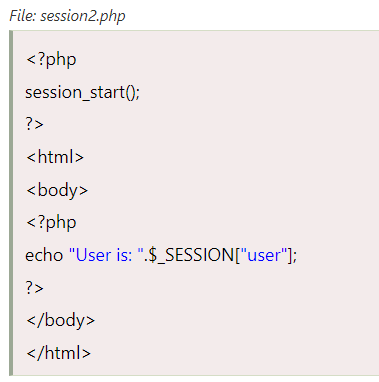 File: session2.php
<?php
session_start();
?>
<html>
<body>
<?php
echo "User is: ".$_SESSION["user"];
?>
</body>
</html>